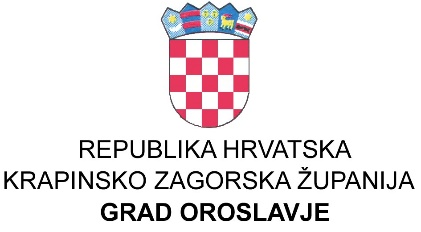 REPUBLIKA HRVATSKA
KRAPINSKO ZAGORSKA ŽUPANIJA
GRAD OROSLAVJE